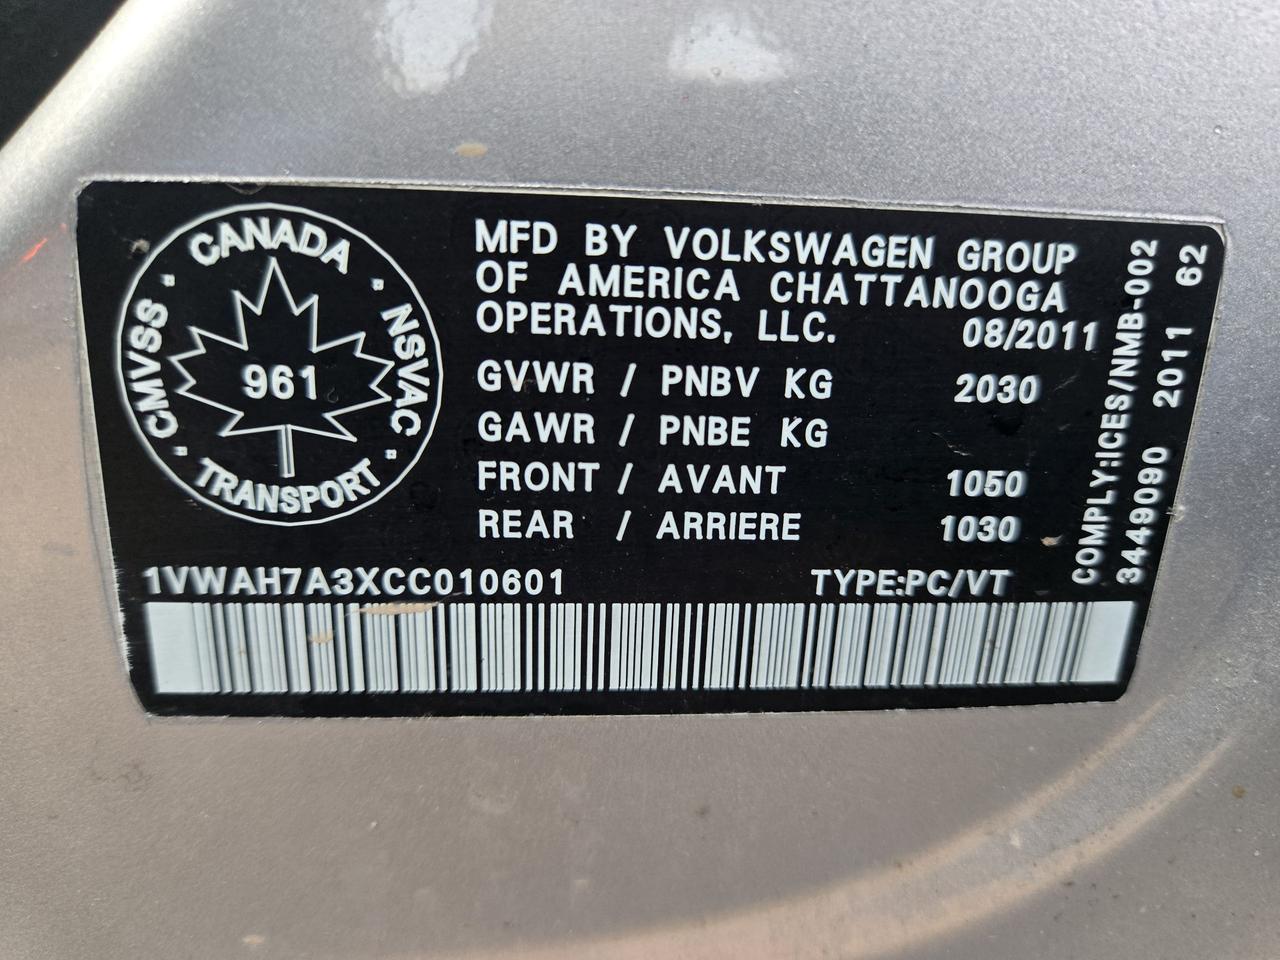 CANADA
CMVSS
NSVAC
961
TRANSPORT
MFD BY VOLKSWAGEN GROUP
OF AMERICA CHATTANOOGA
OPERATIONS, LLC. 08/2011
GVWR / PNBV KG 2030
GAWR / PNBE KG
FRONT / AVANT 1050
REAR / ARRIERE 1030
1VWAH7A3XCC010601 TYPE:PC/VT
COMPLY:ICES/NMB-002
3449090 2011 62